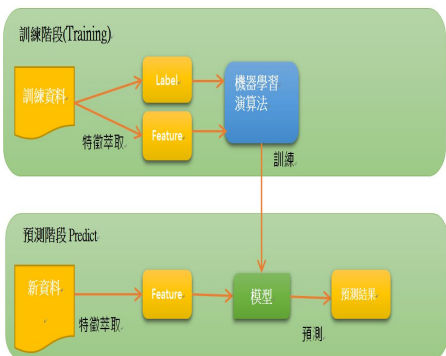 訓練階段(Training)
訓練資料
Label
Feature
特徵萃取
機器學習
演算法
訓練
預測階段 Predict
新資料
特徵萃取
Feature
模型
預測
預測結果